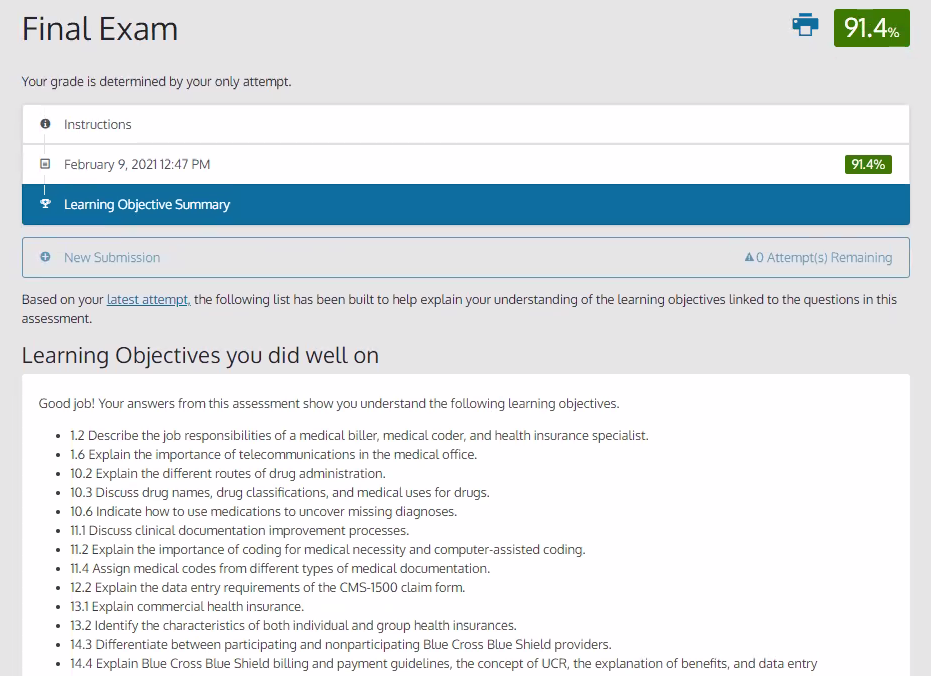 Final Exam
91.4%
Your grade is determined by your only attempt.
Instructions
February 9, 2021 12:47 PM
91.4%
Learning Objective Summary
New Submission
0 Attempt(s) Remaining
Based on your latest attempt, the following list has been built to help explain your understanding of the learning objectives linked to the questions in this
assessment.
Learning Objectives you did well on
Good job! Your answers from this assessment show you understand the following learning objectives.
• 1.2 Describe the job responsibilities of a medical biller, medical coder, and health insurance specialist.
• 1.6 Explain the importance of telecommunications in the medical office.
• 10.2 Explain the different routes of drug administration.
• 10.3 Discuss drug names, drug classifications, and medical uses for drugs.
• 10.6 Indicate how to use medications to uncover missing diagnoses.
• 11.1 Discuss clinical documentation improvement processes.
• 11.2 Explain the importance of coding for medical necessity and computer-assisted coding.
• 11.4 Assign medical codes from different types of medical documentation.
• 12.2 Explain the data entry requirements of the CMS-1500 claim form.
• 13.1 Explain commercial health insurance.
• 13.2 Identify the characteristics of both individual and group health insurances.
• 14.3 Differentiate between participating and nonparticipating Blue Cross Blue Shield providers.
• 14.4 Explain Blue Cross Blue Shield billing and payment guidelines, the concept of UCR, the explanation of benefits, and data entry